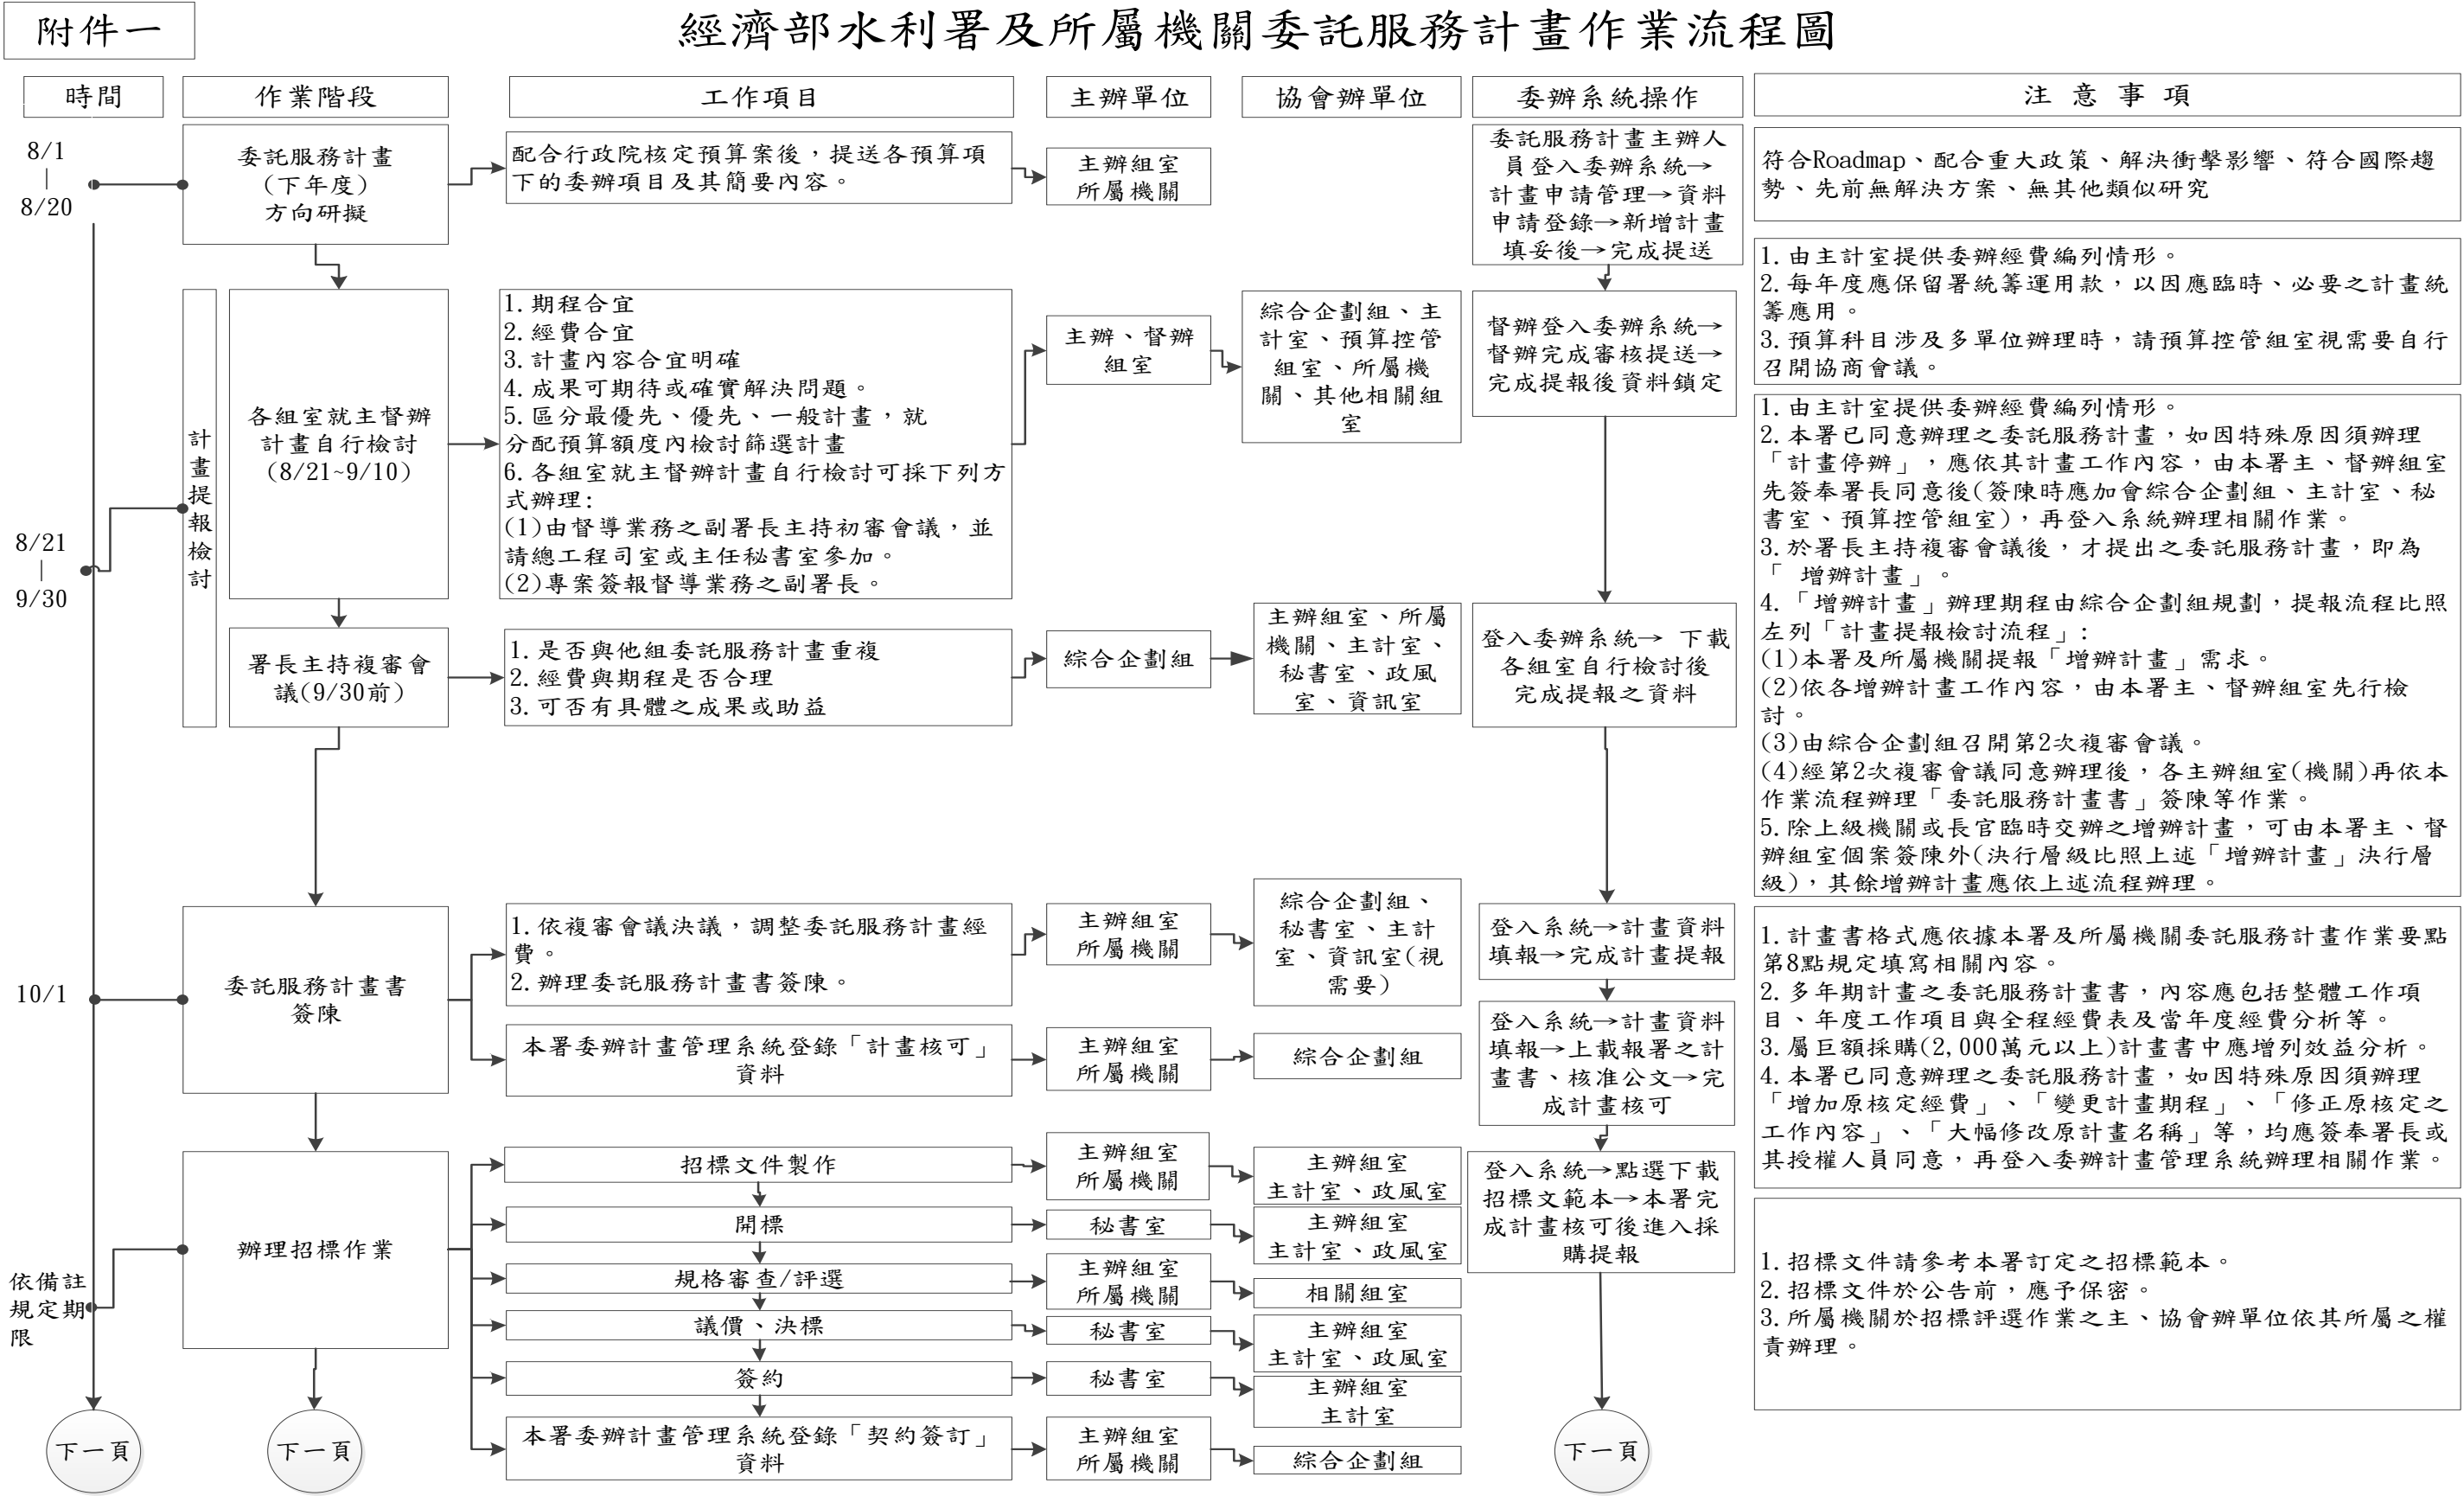 附件一
經濟部水利署及所屬機關委託服務計畫作業流程圖
時間
作業階段
工作項目
主辦單位
協會辦單位
委辦系統操作
注意事項
8/1
|
8/20
委託服務計畫
(下年度)
方向研擬
配合行政院核定預算案後，提送各預算項
下的委辦項目及其簡要內容。
主辦組室
所屬機關
委託服務計畫主辦人
員登入委辦系統→
計畫申請管理→資料
申請登錄→新增計畫
填妥後→完成提送
符合Roadmap、配合重大政策、解決衝擊影響、符合國際趨
勢、先前無解決方案、無其他類似研究
8/21
|
9/30
計畫提報檢討
各組室就主督辦
計畫自行檢討
(8/21~9/10)
1.期程合宜
2.經費合宜
3.計畫內容合宜明確
4.成果可期待或確實解決問題。
5.區分最優先、優先、一般計畫，就
分配預算額度內檢討篩選計畫
6.各組室就主督辦計畫自行檢討可採下列方
式辦理:
(1)由督導業務之副署長主持初審會議，並
請總工程司室或主任秘書室參加。
(2)專案簽報督導業務之副署長。
主辦、督辦
組室
綜合企劃組、主
計室、預算控管
組室、所屬機
關、其他相關組
室
督辦登入委辦系統→
督辦完成審核提送→
完成提報後資料鎖定
1.由主計室提供委辦經費編列情形。
2.每年度應保留署統籌運用款，以因應臨時、必要之計畫統
籌應用。
3.預算科目涉及多單位辦理時，請預算控管組室視需要自行
召開協商會議。
署長主持複審會
議(9/30前)
1.是否與他組委託服務計畫重複
2.經費與期程是否合理
3.可否有具體之成果或助益
綜合企劃組
主辦組室、所屬
機關、主計室、
秘書室、政風
室、資訊室
登入委辦系統→ 下載
各組室自行檢討後
完成提報之資料
1.由主計室提供委辦經費編列情形。
2.本署已同意辦理之委託服務計畫，如因特殊原因須辦理
「計畫停辦」，應依其計畫工作內容，由本署主、督辦組室
先簽奉署長同意後(簽陳時應加會綜合企劃組、主計室、秘
書室、預算控管組室)，再登入系統辦理相關作業。
3.於署長主持複審會議後，才提出之委託服務計畫，即為
「 增辦計畫」。
4.「增辦計畫」辦理期程由綜合企劃組規劃，提報流程比照
左列「計畫提報檢討流程」:
(1)本署及所屬機關提報「增辦計畫」需求。
(2)依各增辦計畫工作內容，由本署主、督辦組室先行檢
討。
(3)由綜合企劃組召開第2次複審會議。
(4)經第2次複審會議同意辦理後，各主辦組室(機關)再依本
作業流程辦理「委託服務計畫書」簽陳等作業。
5.除上級機關或長官臨時交辦之增辦計畫，可由本署主、督
辦組室個案簽陳外(決行層級比照上述「增辦計畫」決行層
級)，其餘增辦計畫應依上述流程辦理。
10/1
委託服務計畫書
簽陳
1.依複審會議決議，調整委託服務計畫經
費。
2.辦理委託服務計畫書簽陳。
主辦組室
所屬機關
綜合企劃組、
秘書室、主計
室、資訊室(視
需要)
登入系統→計畫資料
填報→完成計畫提報
本署委辦計畫管理系統登錄「計畫核可」
資料
主辦組室
所屬機關
綜合企劃組
登入系統→計畫資料
填報→上載報署之計
畫書、核准公文→完
成計畫核可
1.計畫書格式應依據本署及所屬機關委託服務計畫作業要點
第8點規定填寫相關內容。
2.多年期計畫之委託服務計畫書，內容應包括整體工作項
目、年度工作項目與全程經費表及當年度經費分析等。
3.屬巨額採購(2,000萬元以上)計畫書中應增列效益分析。
4.本署已同意辦理之委託服務計畫，如因特殊原因須辦理
「增加原核定經費」、「變更計畫期程」、「修正原核定之
工作內容」、「大幅修改原計畫名稱」等，均應簽奉署長或
其授權人員同意，再登入委辦計畫管理系統辦理相關作業。
依備註
規定期
限
辦理招標作業
招標文件製作
主辦組室
所屬機關
主辦組室
主計室、政風室
登入系統→點選下載
招標文範本→本署完
成計畫核可後進入採
購提報
開標
秘書室
主辦組室
主計室、政風室
規格審查/評選
主辦組室
所屬機關
相關組室
議價、決標
秘書室
主辦組室
主計室、政風室
簽約
秘書室
主辦組室
主計室
本署委辦計畫管理系統登錄「契約簽訂」
資料
主辦組室
所屬機關
綜合企劃組
1.招標文件請參考本署訂定之招標範本。
2.招標文件於公告前，應予保密。
3.所屬機關於招標評選作業之主、協會辦單位依其所屬之權
責辦理。
下一頁
下一頁
下一頁